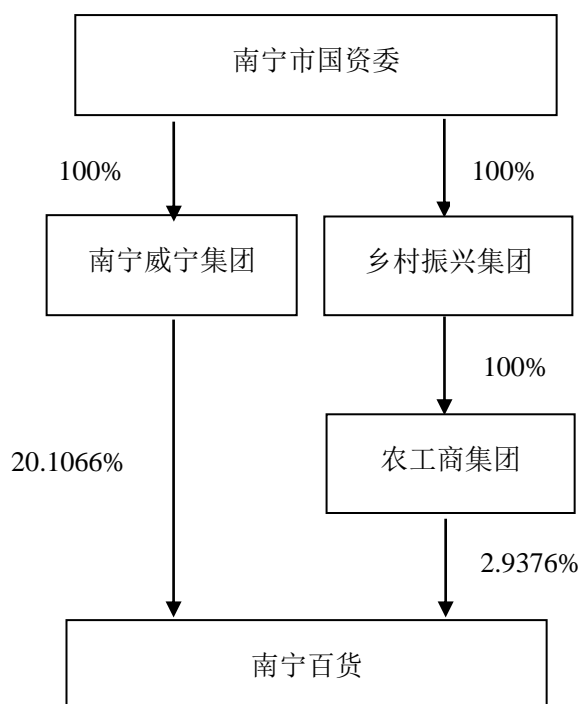 南宁市国资委
100%
100%
南宁威宁集团
乡村振兴集团
100%
20.1066%
农工商集团
2.9376%
南宁百货